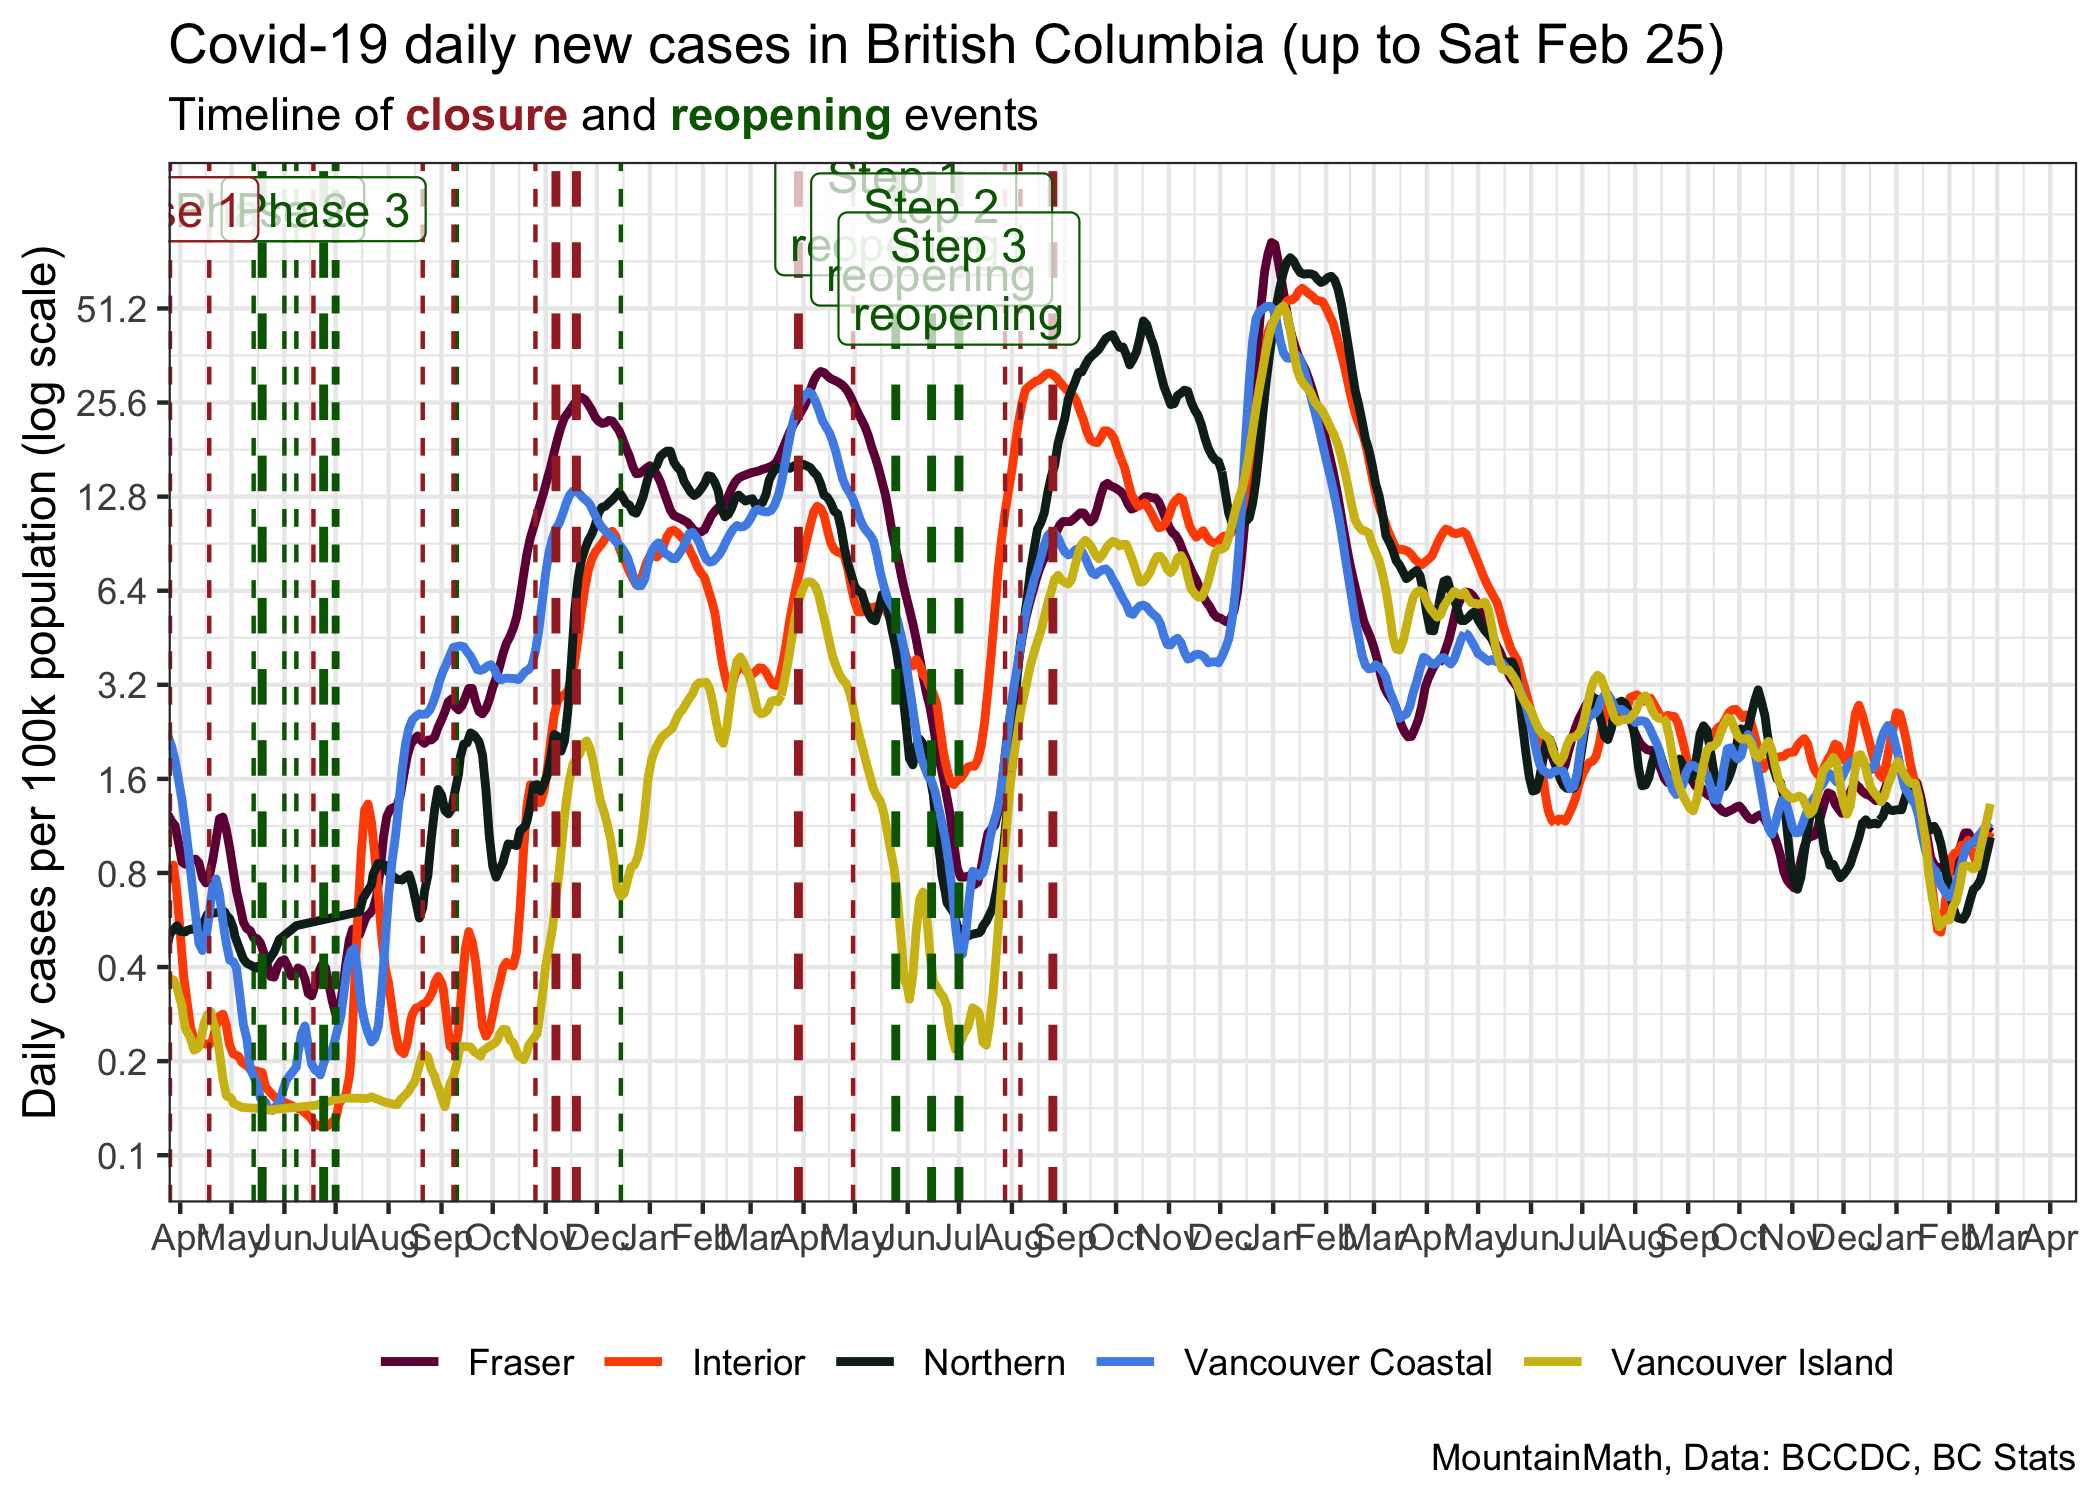 Covid-19 daily new cases in British Columbia (up to Sat Feb 25)
Timeline of closure and reopening events
Daily cases per 100k population (log scale)
se 1
Phase 3
Step 1
Step 2
reopening
Step 3
reopening
51.2
25.6
12.8
6.4
3.2
1.6
0.8
0.4
0.2
0.1
Apr May Jun Jul Aug Sep Oct Nov Dec Jan Feb Mar Apr May Jun Jul Aug Sep Oct Nov Dec Jan Feb Mar Apr May Jun Jul Aug Sep Oct Nov Dec Jan Feb Mar Apr
Fraser Interior Northern Vancouver Coastal Vancouver Island
MountainMath, Data: BCCDC, BC Stats